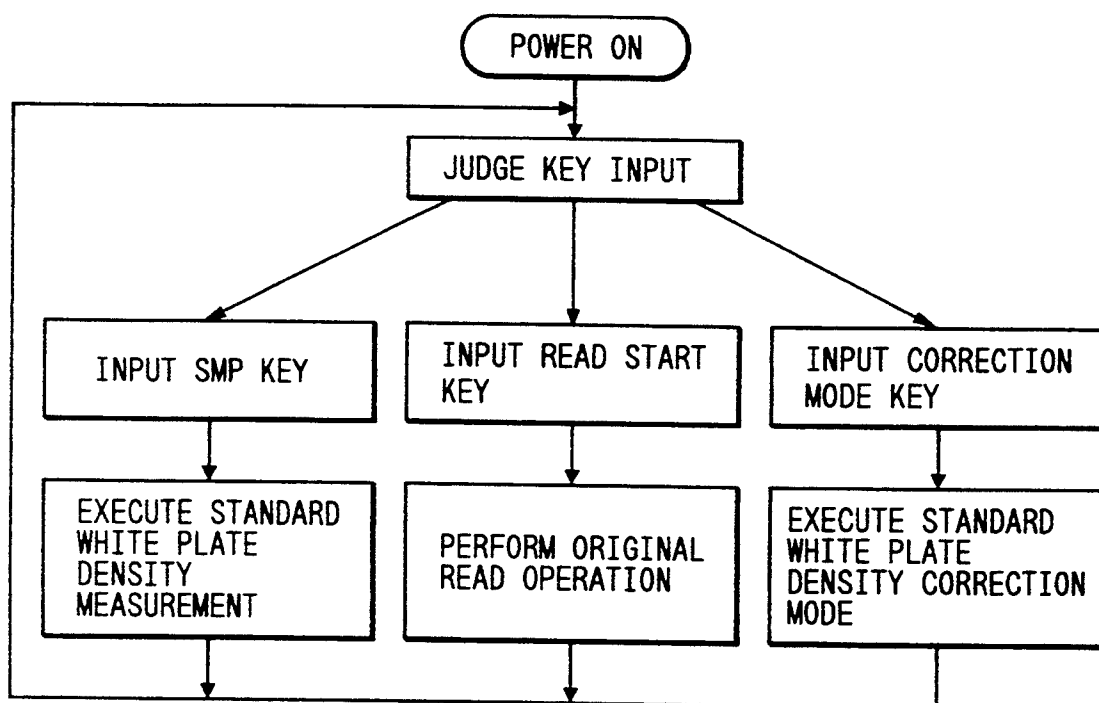 POWER ON
JUDGE KEY INPUT
INPUT SMP KEY
INPUT READ START
KEY
INPUT CORRECTION
MODE KEY
EXECUTE STANDARD
WHITE PLATE
DENSITY
MEASUREMENT
PERFORM ORIGINAL
READ OPERATION
EXECUTE STANDARD
WHITE PLATE
DENSITY CORRECTION
MODE